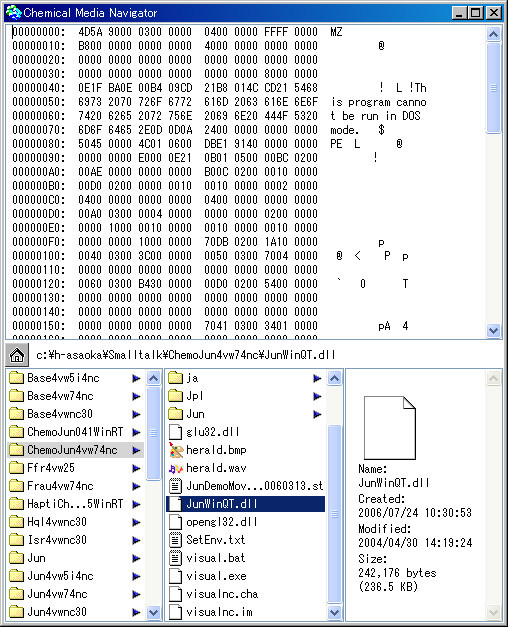 Chemical Media Navigator
00000000: 4D5A 9000 0300 0000 0400 0000 FFFF 0000 MZ
00000010: B800 0000 0000 0000 4000 0000 0000 0000 @
00000020: 0000 0000 0000 0000 0000 0000 0000 0000
00000030: 0000 0000 0000 0000 0000 0000 8000 0000
00000040: 0E1F BA0E 00B4 09CD 21B8 014C CD21 5468 ! L !Th
00000050: 6973 2070 726F 6772 616D 2063 616E 6E6F is program canno
00000060: 7420 6265 2072 756E 2069 6E20 444F 5320 t be run in DOS
00000070: 6D6F 6465 2E0D 0D0A 2400 0000 0000 0000 mode. $
00000080: 5045 0000 4C01 0600 DBE1 9140 0000 0000 PE L @
00000090: 0000 0000 E000 0E21 0B01 0500 00BC 0200 !
000000A0: 00AE 0000 0000 0000 B00C 0200 0010 0000
000000B0: 00D0 0200 0000 0010 0010 0000 0002 0000
000000C0: 0400 0000 0000 0000 0400 0000 0000 0000
000000D0: 00A0 0300 0004 0000 0000 0000 0200 0000
000000E0: 0000 1000 0010 0000 0000 1000 0010 0000
000000F0: 0000 0000 1000 0000 70DB 0200 1A10 0000 p
00000100: 0040 0300 3C00 0000 0050 0300 7004 0000 @ < P p
00000110: 0000 0000 0000 0000 0000 0000 0000 0000
00000120: 0060 0300 B430 0000 00D0 0200 5400 0000 ` 0 T
00000130: 0000 0000 0000 0000 0000 0000 0000 0000
00000140: 0000 0000 0000 0000 0000 0000 0000 0000
00000150: 0000 0000 0000 0000 7041 0300 3401 0000 pA 4
00000160: 0000 0000 0000 0000 0000 0000 0000 0000
c:¥h-asaoka¥Smalltalk¥ChemoJun4vw74nc¥JunWinQT.dll
Base4vw5i4nc
Base4vw74nc
Base4vwnc30
ChemoJun041WinRT
ChemoJun4vw74nc
Ffr4vw25
Frau4vw74nc
HaptiCh...5WinRT
Hql4vwnc30
Isr4vwnc30
Jun
Jun4vw5i4nc
Jun4vw74nc
Jun4vwnc30
ja
Jpl
Jun
glu32.dll
herald.bmp
herald.wav
JunDemoMov...0060313.st
JunWinQT.dll
opengl32.dll
SetEnv.txt
visual.bat
visual.exe
visualnc.cha
visualnc.im
Name:
JunWinQT.dll
Created:
2006/07/24 10:30:53
Modified:
2004/04/30 14:19:24
Size:
242,176 bytes
(236.5 KB)